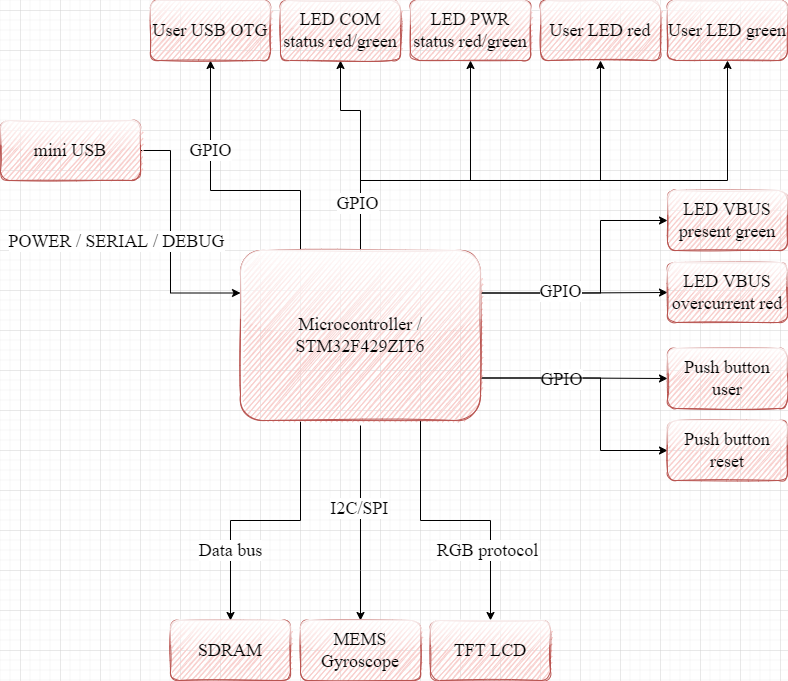 User USB OTG
LED COM
status red/green
LED PWR
status red/green
User LED red
User LED green
mini USB
GPIO
GPIO
POWER / SERIAL / DEBUG
LED VBUS
present green
LED VBUS
overcurrent red
GPIO
Microcontroller /
STM32F429ZIT6
GPIO
Push button
user
Push button
reset
I2C/SPI
Data bus
RGB protocol
SDRAM
MEMS
Gyroscope
TFT LCD